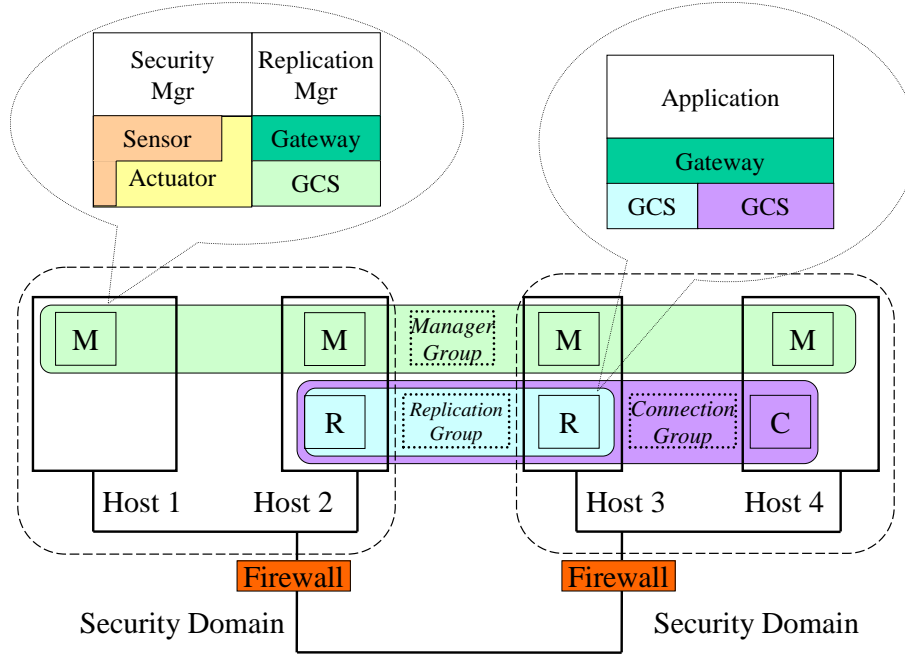 Security
Mgr
Replication
Mgr
Sensor
Actuator
Gateway
GCS
Application
Gateway
GCS
GCS
M
M
Manager
Group
M
M
R
Replication
Group
R
Connection
Group
C
Host 1
Host 2
Host 3
Host 4
Firewall
Firewall
Security Domain
Security Domain